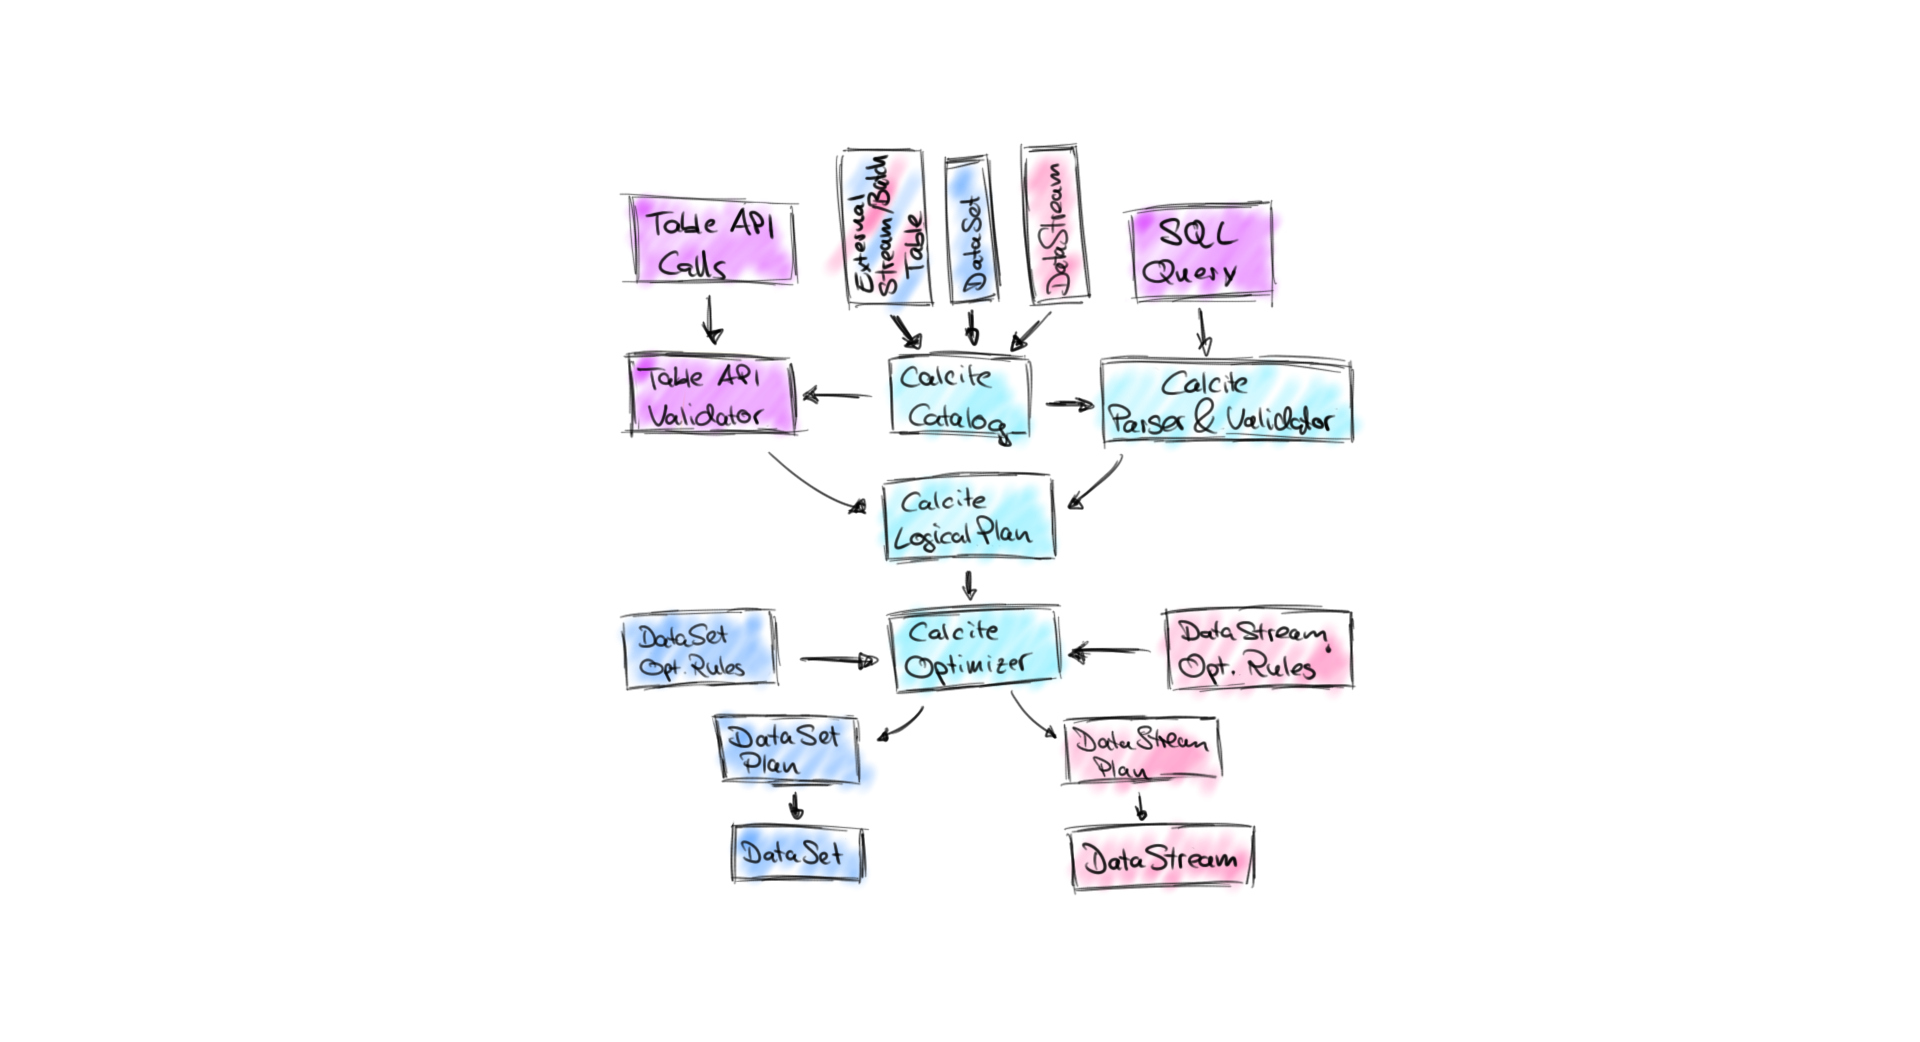 Table API
Calls
External
Stream/Batch
Table
DataSet
DataStream
SQL
Query
Table API
Validator
Calcite
Catalog
Calcite
Parser & Validator
Calcite
Logical Plan
DataSet
Opt. Rules
Calcite
Optimizer
DataStream
Opt. Rules
DataSet
Plan
DataStream
Plan
DataSet
DataStream